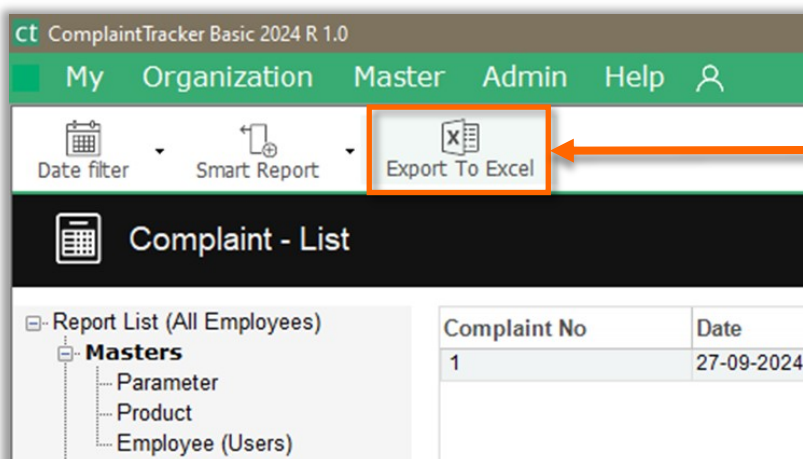 ct ComplaintTracker Basic 2024 R 1.0
My Organization Master Admin Help
Date filter Smart Report Export To Excel
Complaint - List
Report List (All Employees)
Masters
Parameter
Product
Employee (Users)
Complaint No Date
1 27-09-2024